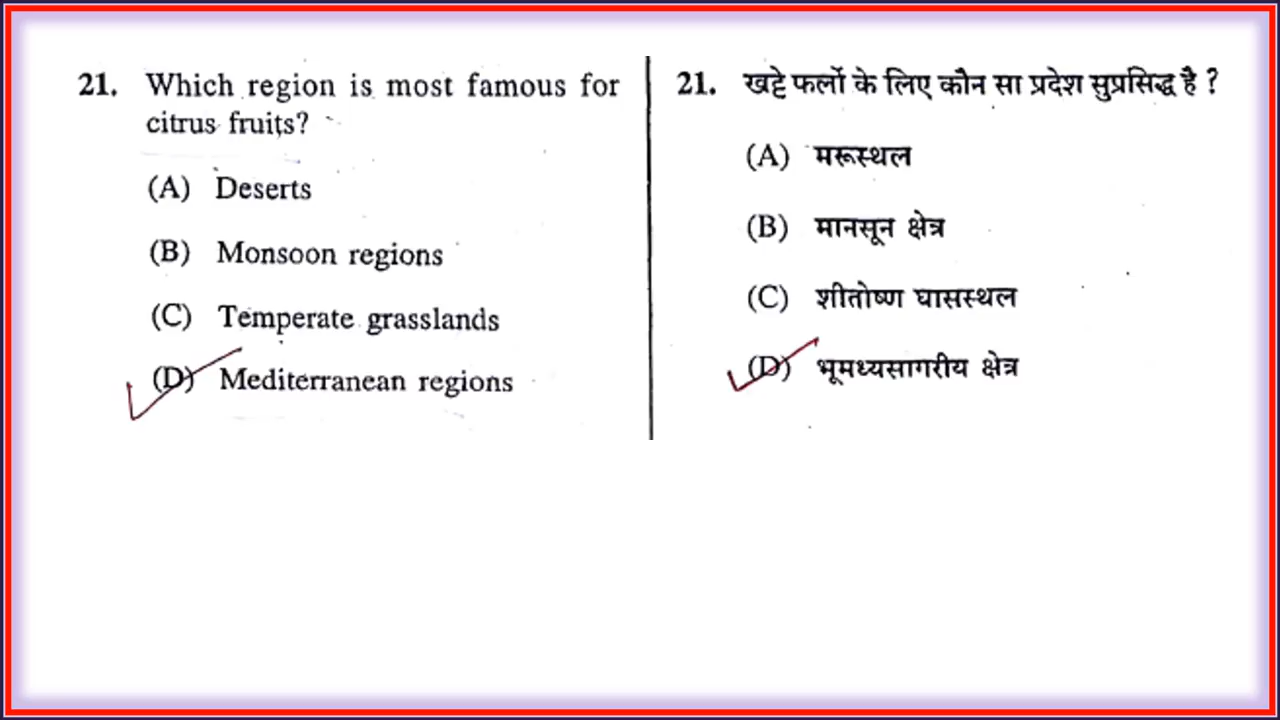 21. Which region is most famous for
citrus fruits?
(A) Deserts
(B) Monsoon regions
(C) Temperate grasslands
(D) Mediterranean regions
21. खट्टे फलों के लिए कौन सा प्रदेश सुप्रसिद्ध है ?
(A) मरूस्थल
(B) मानसून क्षेत्र
(C) शीतोष्ण घासस्थल
(D) भूमध्यसागरीय क्षेत्र